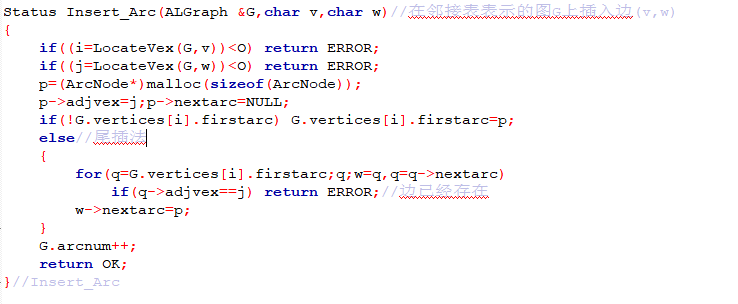 Status Insert_Arc(ALGraph &G,char v,char w)//在邻接表表示的图G上插入边(v,w)
{
if((i=LocateVex(G,v))<O) return ERROR;
if((j=LocateVex(G,w))<O) return ERROR;
p=(ArcNode*)malloc(sizeof(ArcNode));
p->adjvex=j;p->nextarc=NULL;
if(!G.vertices[i].firstarc) G.vertices[i].firstarc=p;
else//尾插法
{
for(q=G.vertices[i].firstarc;q;w=q,q=q->nextarc)
if(q->adjvex==j) return ERROR;//边已经存在
w->nextarc=p;
}
G.arcnum++;
return OK;
}//Insert_Arc